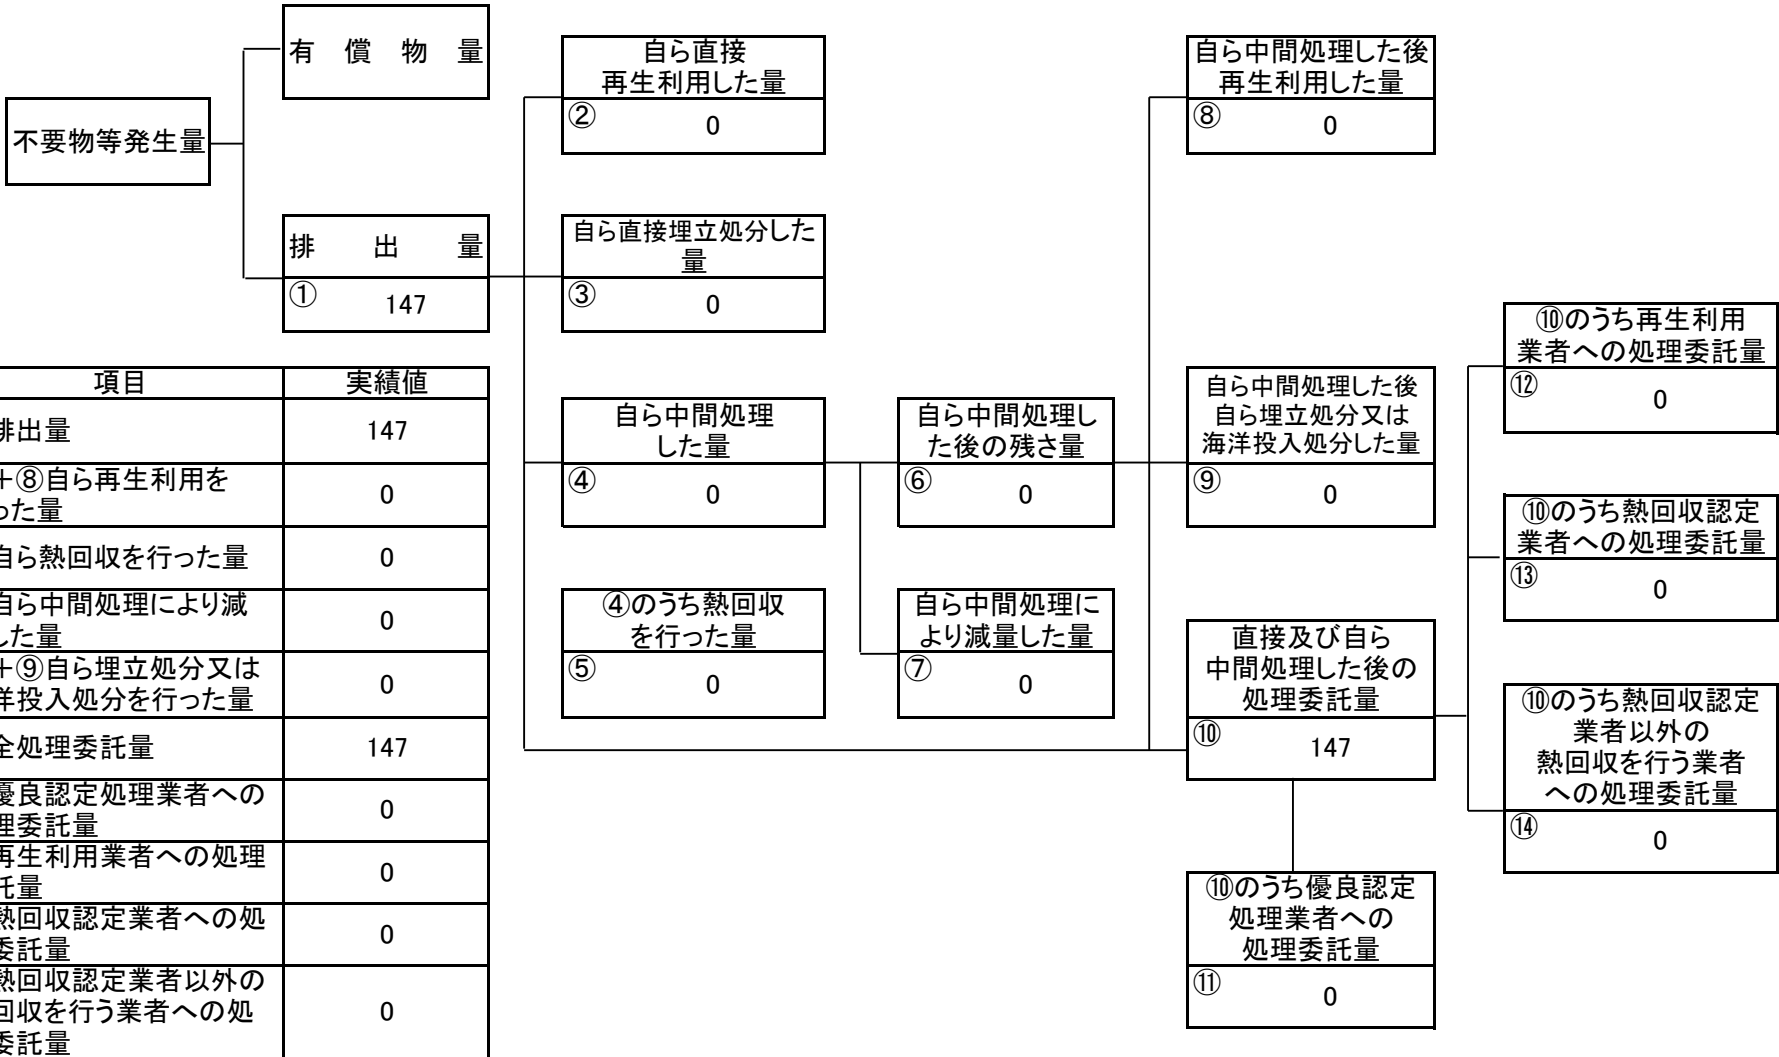 有償物量
不要物等発生量
排出量
①
147
自ら直接
再生利用した量
②
0
自ら直接埋立処分した
量
③
0
自ら中間処理
した量
④
0
④のうち熱回収
を行った量
⑤
0
自ら中間処理し
た後の残さ量
⑥
0
自ら中間処理に
より減量した量
⑦
0
自ら中間処理した後
再生利用した量
⑧
0
自ら中間処理した後
自ら埋立処分又は
海洋投入処分した量
⑨
0
直接及び自ら
中間処理した後の
処理委託量
⑩
147
⑩のうち優良認定
処理業者への
処理委託量
⑪
0
⑩のうち再生利用
業者への処理委託量
⑫
0
⑩のうち熱回収認定
業者への処理委託量
⑬
0
⑩のうち熱回収認定
業者以外の
熱回収を行う業者
への処理委託量
⑭
0
項目
実績値
排出量
147
+⑧自ら再生利用を
った量
0
自ら熱回収を行った量
0
自ら中間処理により減
した量
0
+⑨自ら埋立処分又は
洋投入処分を行った量
0
全処理委託量
147
優良認定処理業者への
理委託量
0
再生利用業者への処理
託量
0
熱回収認定業者への処
委託量
0
熱回収認定業者以外の
回収を行う業者への処
委託量
0